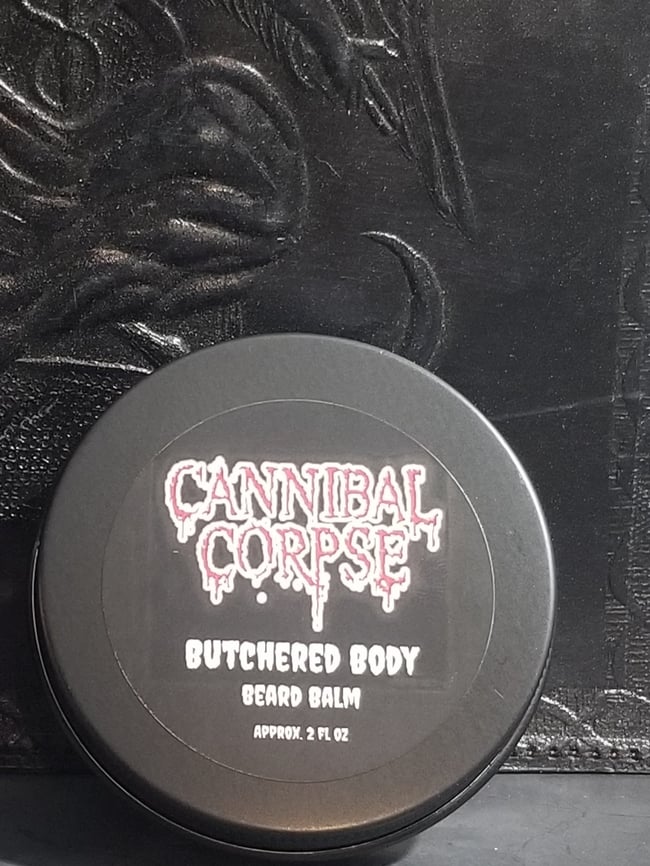 CANNIBAL
CORPSE
BUTCHERED BODY
BEARD BALM
APPROX. 2 FL OZ